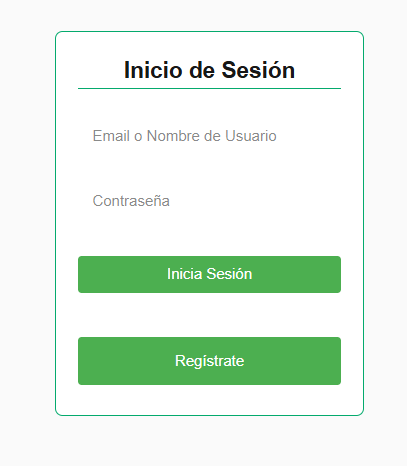 Inicio de Sesión
Email o Nombre de Usuario
Contraseña
Inicia Sesión
Regístrate